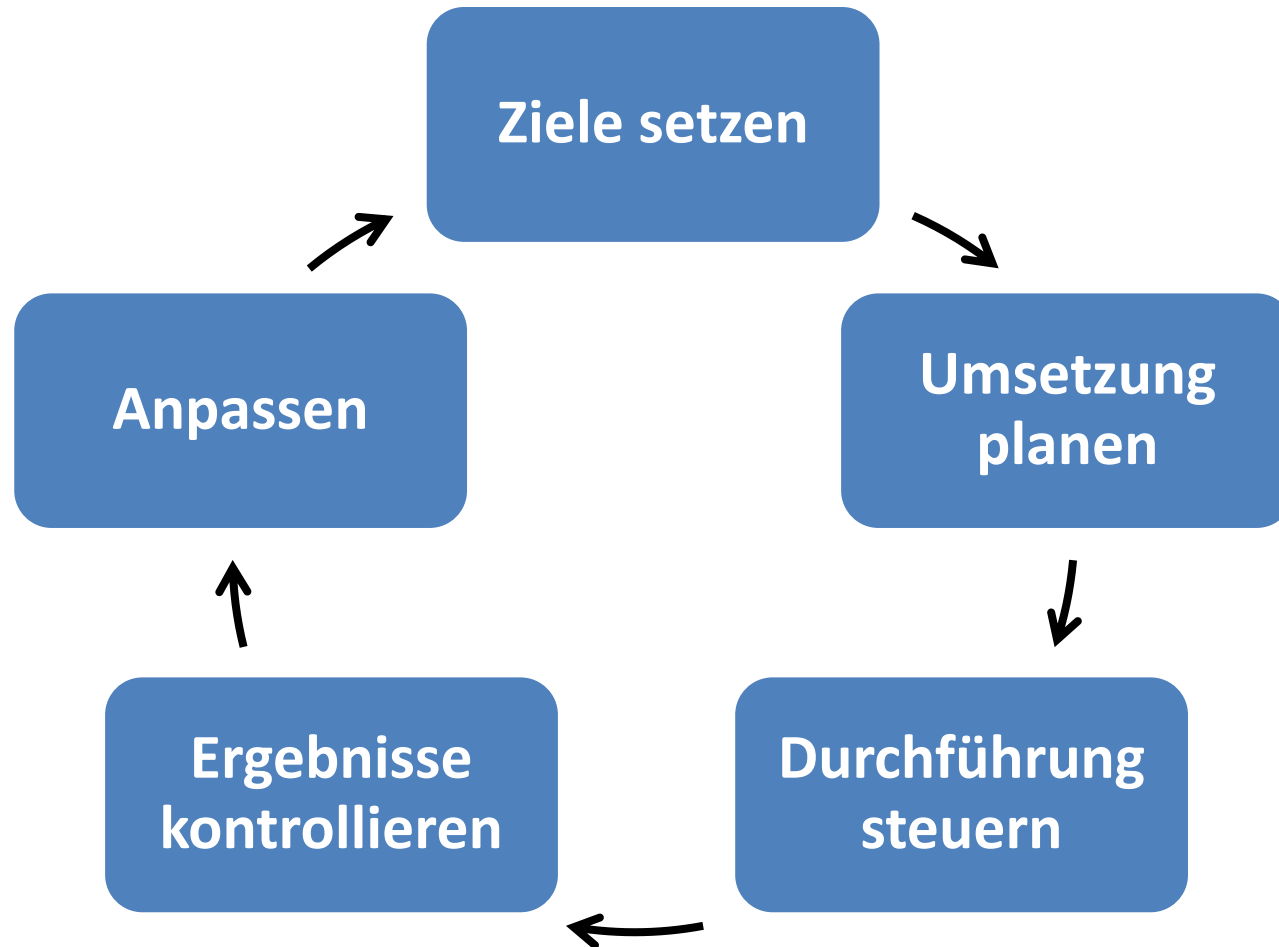 Ziele setzen
Umsetzung
planen
Durchführung
steuern
Ergebnisse
kontrollieren
Anpassen